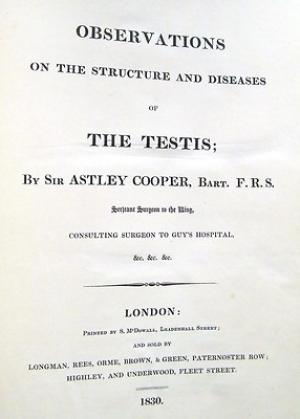 OBSERVATIONS
ON THE STRUCTURE AND DISEASES
OF
THE TESTIS;
BY SIR ASTLEY COOPER, BART. F.R.S.
Serjeant Surgeon to the King,
CONSULTING SURGEON TO GUY'S HOSPITAL,
&c. &c. &c.
LONDON:
PRINTED BY S. McDOWALL, LEADENHALL STREET;
AND SOLD BY
LONGMAN, REES, ORME, BROWN, & GREEN, PATERNOSTER ROW;
HIGHLEY, AND UNDERWOOD, FLEET STREET.
1830.